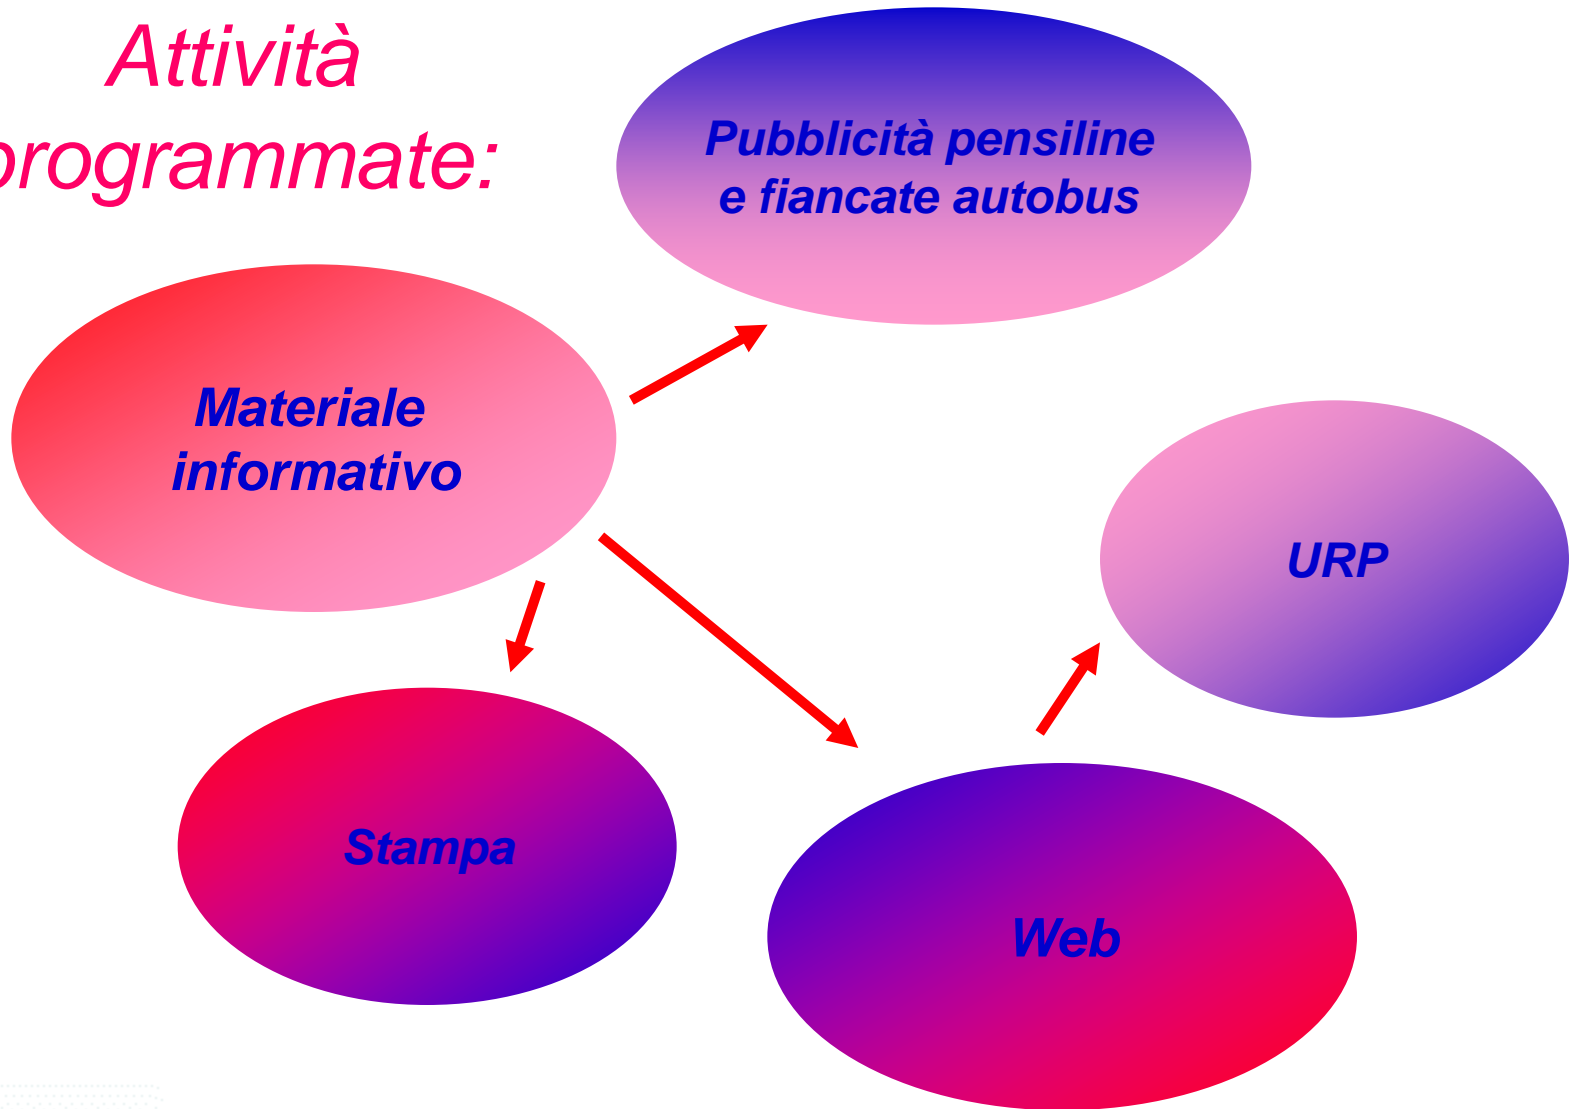 Attività
programmate:
Pubblicità pensiline
e fiancate autobus
Materiale
informativo
URP
Stampa
Web